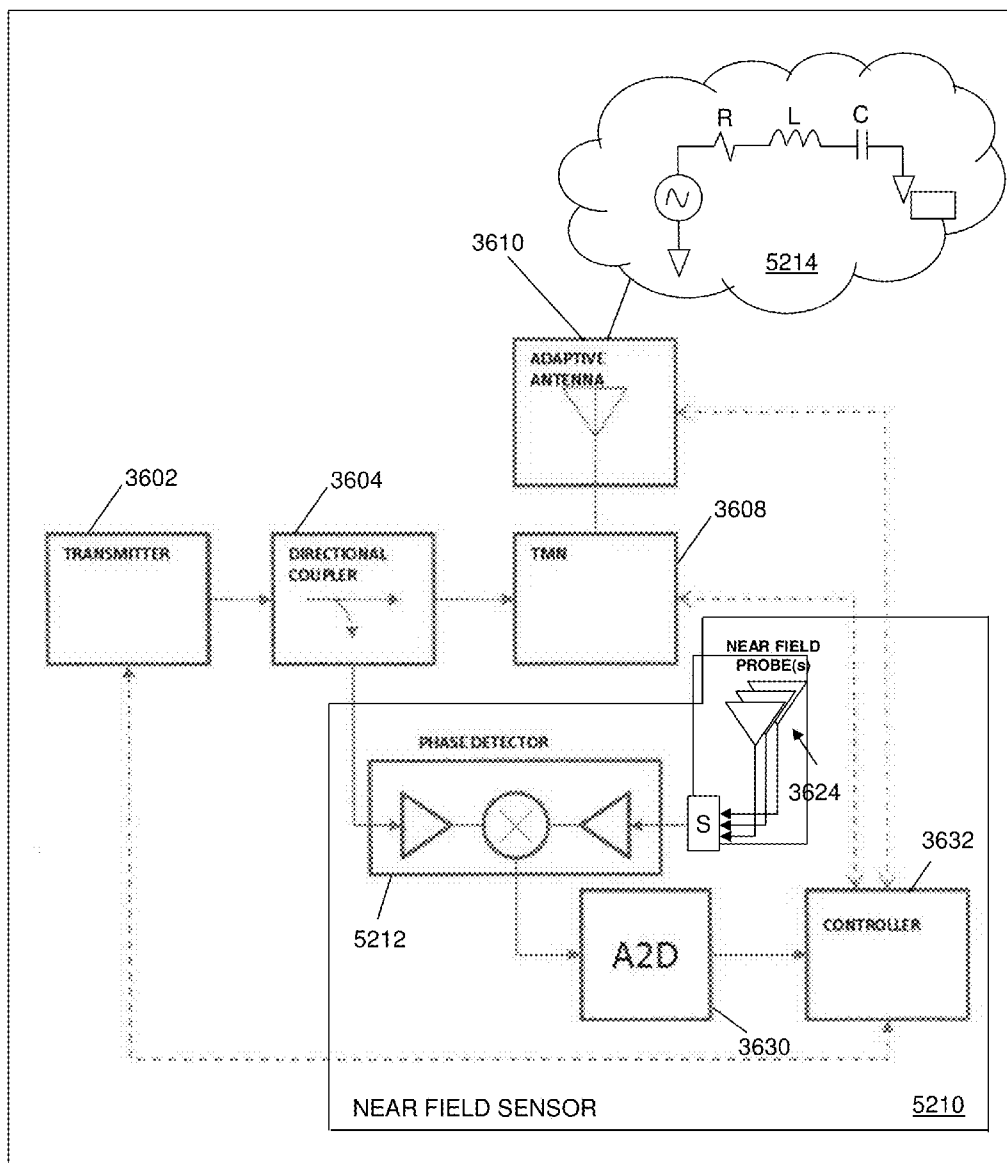 R L C
5214
3610
ADAPTIVE
ANTENNA
3602
3604
3608
TRANSMITTER
DIRECTIONAL
COUPLER
TMN
NEAR FIELD
PROBE(s)
PHASE DETECTOR
3624
S
3632
5212
A2D
CONTROLLER
3630
NEAR FIELD SENSOR
5210